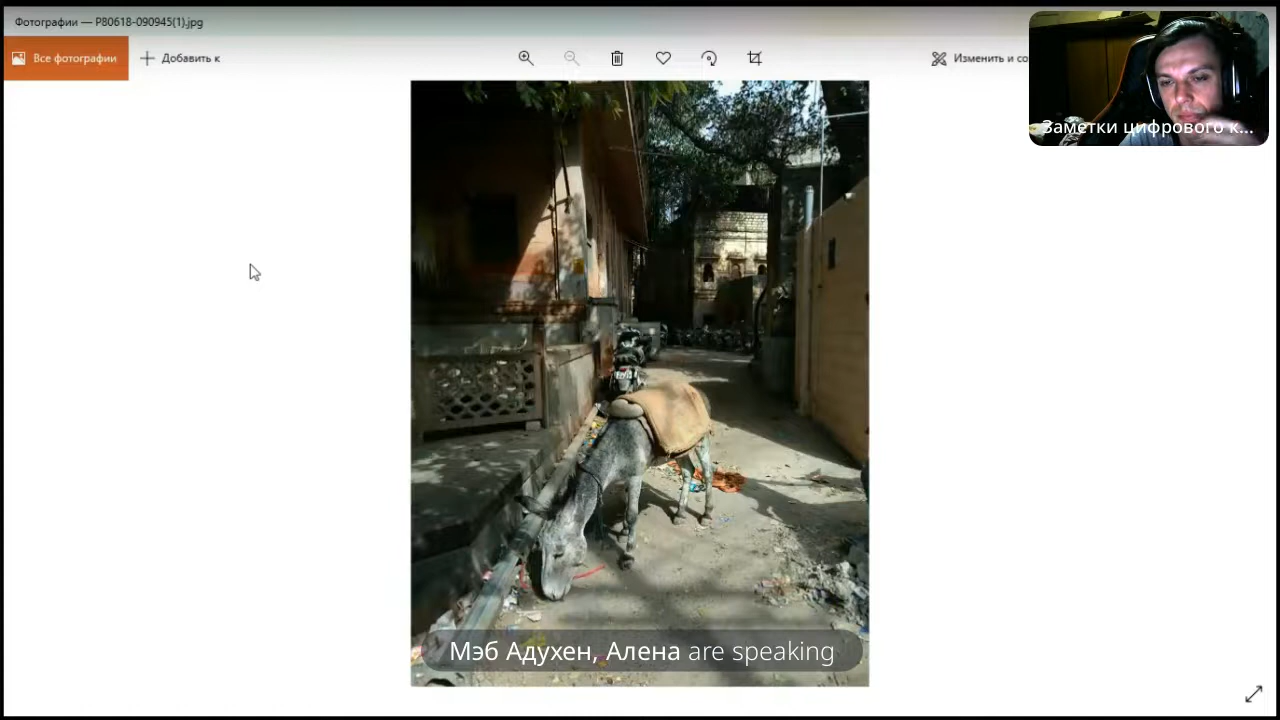 Фотографии — P80618-090945(1).jpg
Все фотографии
Добавить к
Изменить и со
Заметки цифрового к...
Мэб Адухен, Алена are speaking